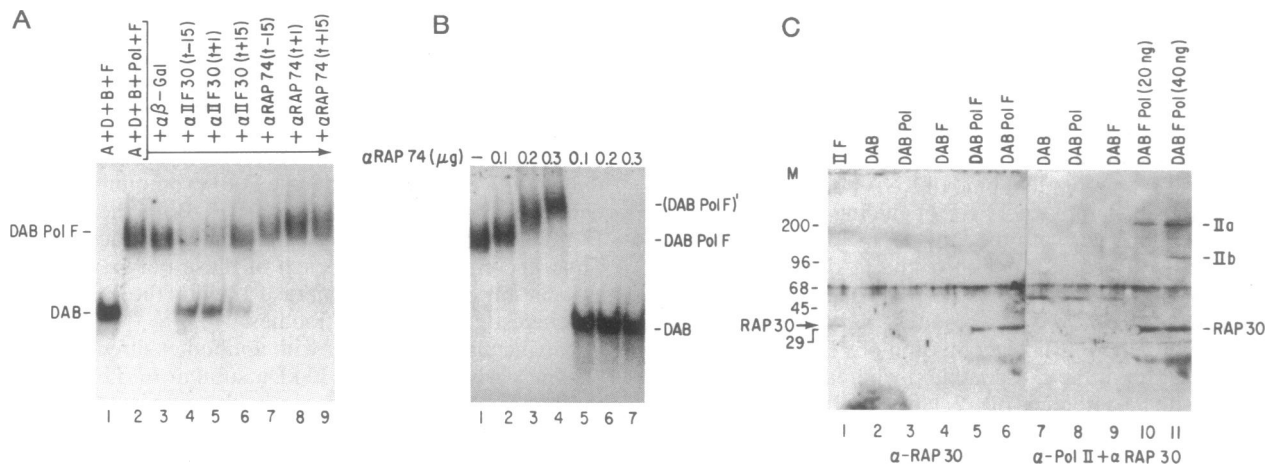 A
A+D+B+F
A+D+B+Pol+F
+αβ-Gal
+αIIF30(t-15)
+αIIF30(t+1)
+αIIF30(t+15)
+αRAP74(t-15)
+αRAP74(t+1)
+αRAP74(t+15)
DAB Pol F -
DAB-
1 2 3 4 5 6 7 8 9
B
αRAP 74 (μg) - 0.1 0.2 0.3 0.1 0.2 0.3
-(DAB Pol F)'
-DAB Pol F
-DAB
1 2 3 4 5 6 7
C
II F
DAB
DAB Pol
DAB F
DAB Pol F
DAB Pol F
DAB
DAB Pol
DAB F
DAB F Pol (20 ng)
DAB F Pol (40 ng)
M
200-
96-
68-
45-
RAP30→
29
-IIa
-IIb
-RAP30
1 2 3 4 5 6 7 8 9 10 11
α-RAP 30 α-Pol II+α RAP 30